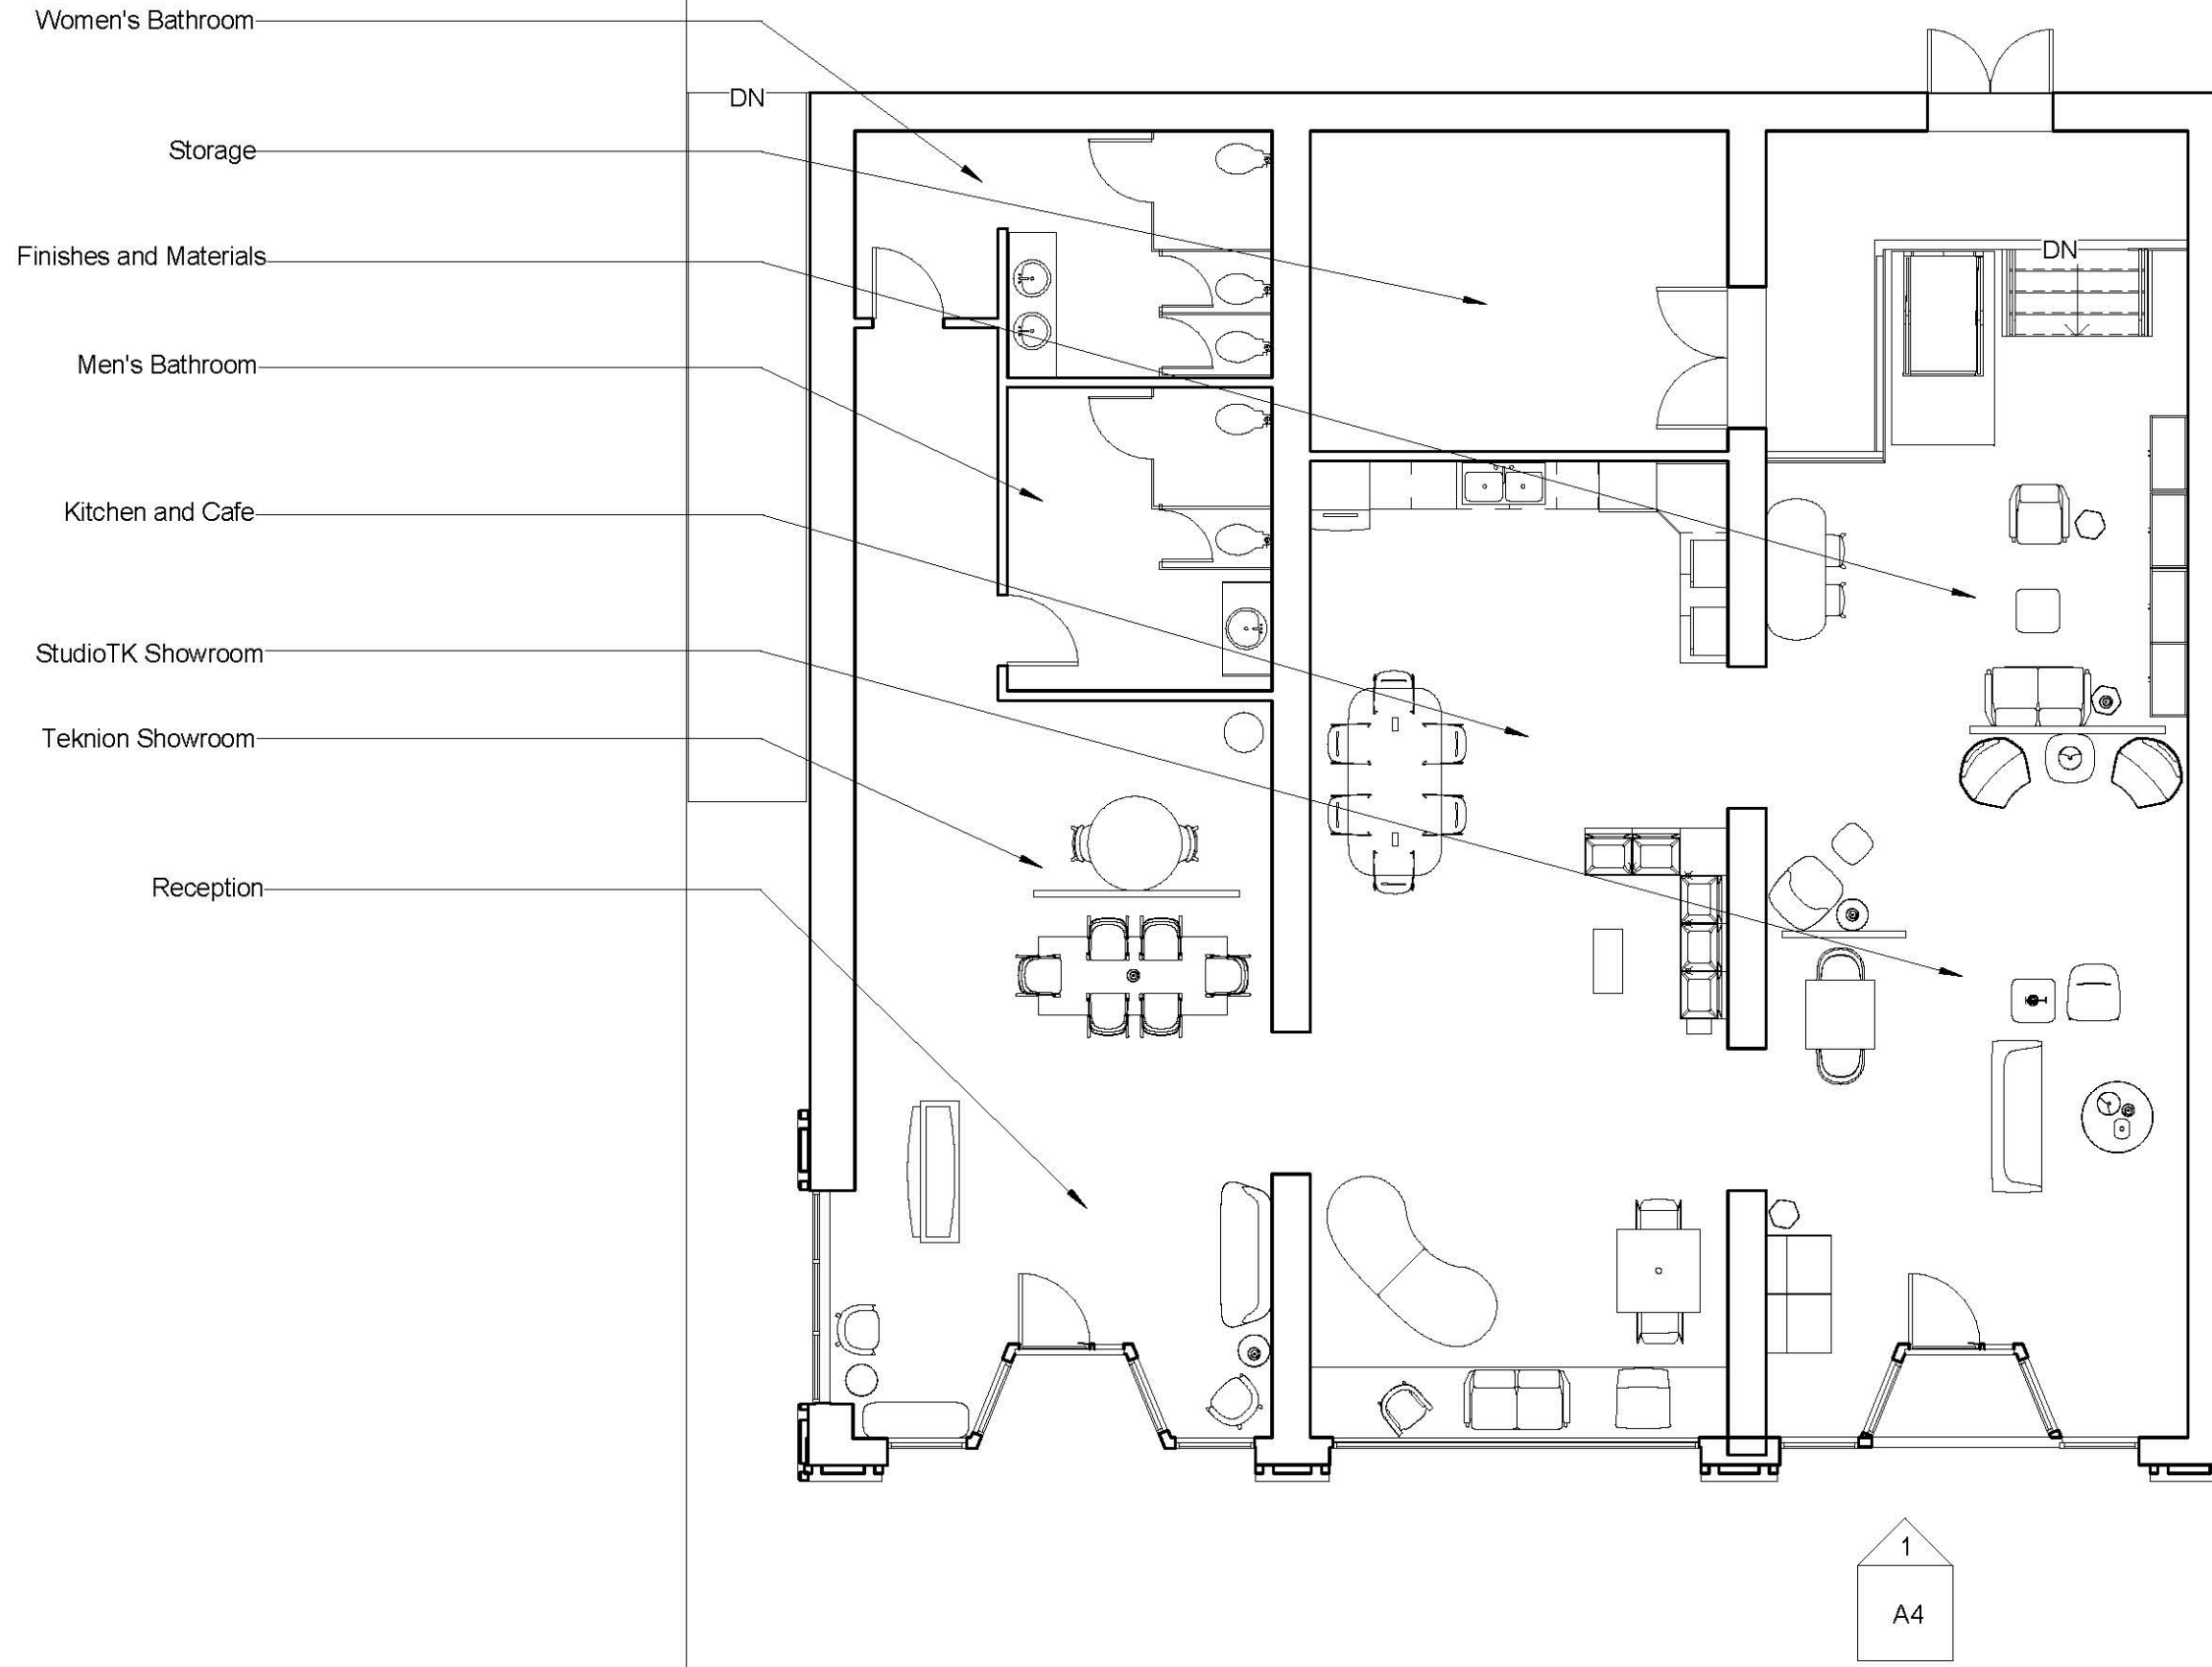 Women's Bathroom
DN
Storage
DN
Finishes and Materials
Men's Bathroom
Kitchen and Cafe
StudioTK Showroom
Teknion Showroom
Reception
1
A4